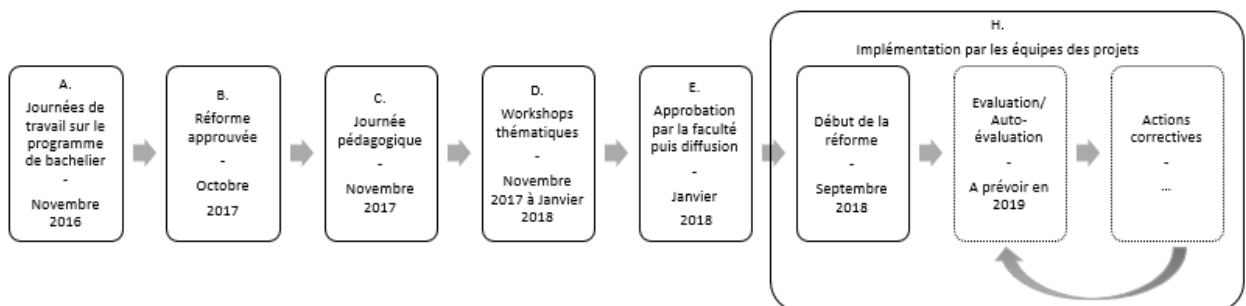 A.
Journées de
travail sur le
programme
de bachelier
-
Novembre
2016
B.
Réforme
approuvée
-
Octobre
2017
C.
Journée
pédagogique
-
Novembre
2017
D.
Workshops
thématiques
-
Novembre
2017 à Janvier
2018
E.
Approbation
par la faculté
puis diffusion
-
Janvier
2018
H.
Implémentation par les équipes des projets
Début de la
réforme
-
Septembre
2018
Evaluation/
Auto-
évaluation
-
A prévoir en
2019
Actions
correctives
-
...